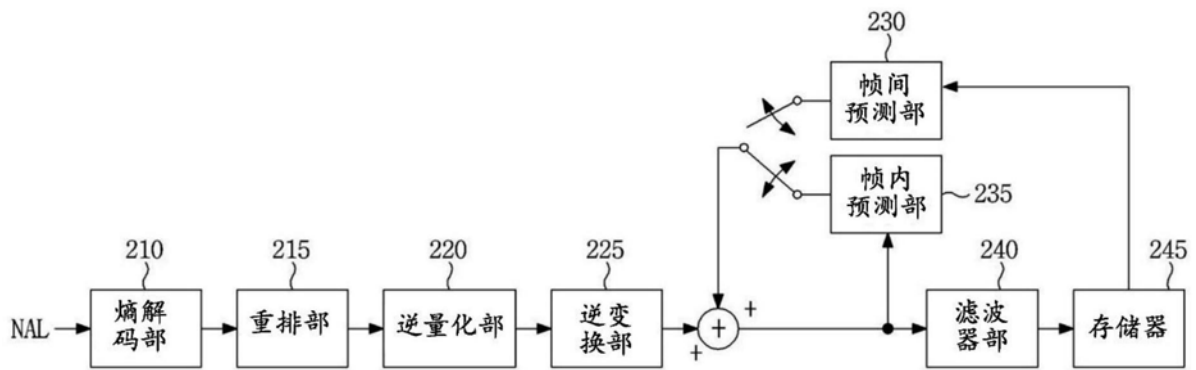 230
帧间
预测部
帧内
预测部
235
210
215
220
225
240
245
NAL
熵解
码部
重排部
逆量化部
逆变
换部
+
+
+
滤波
器部
存储器